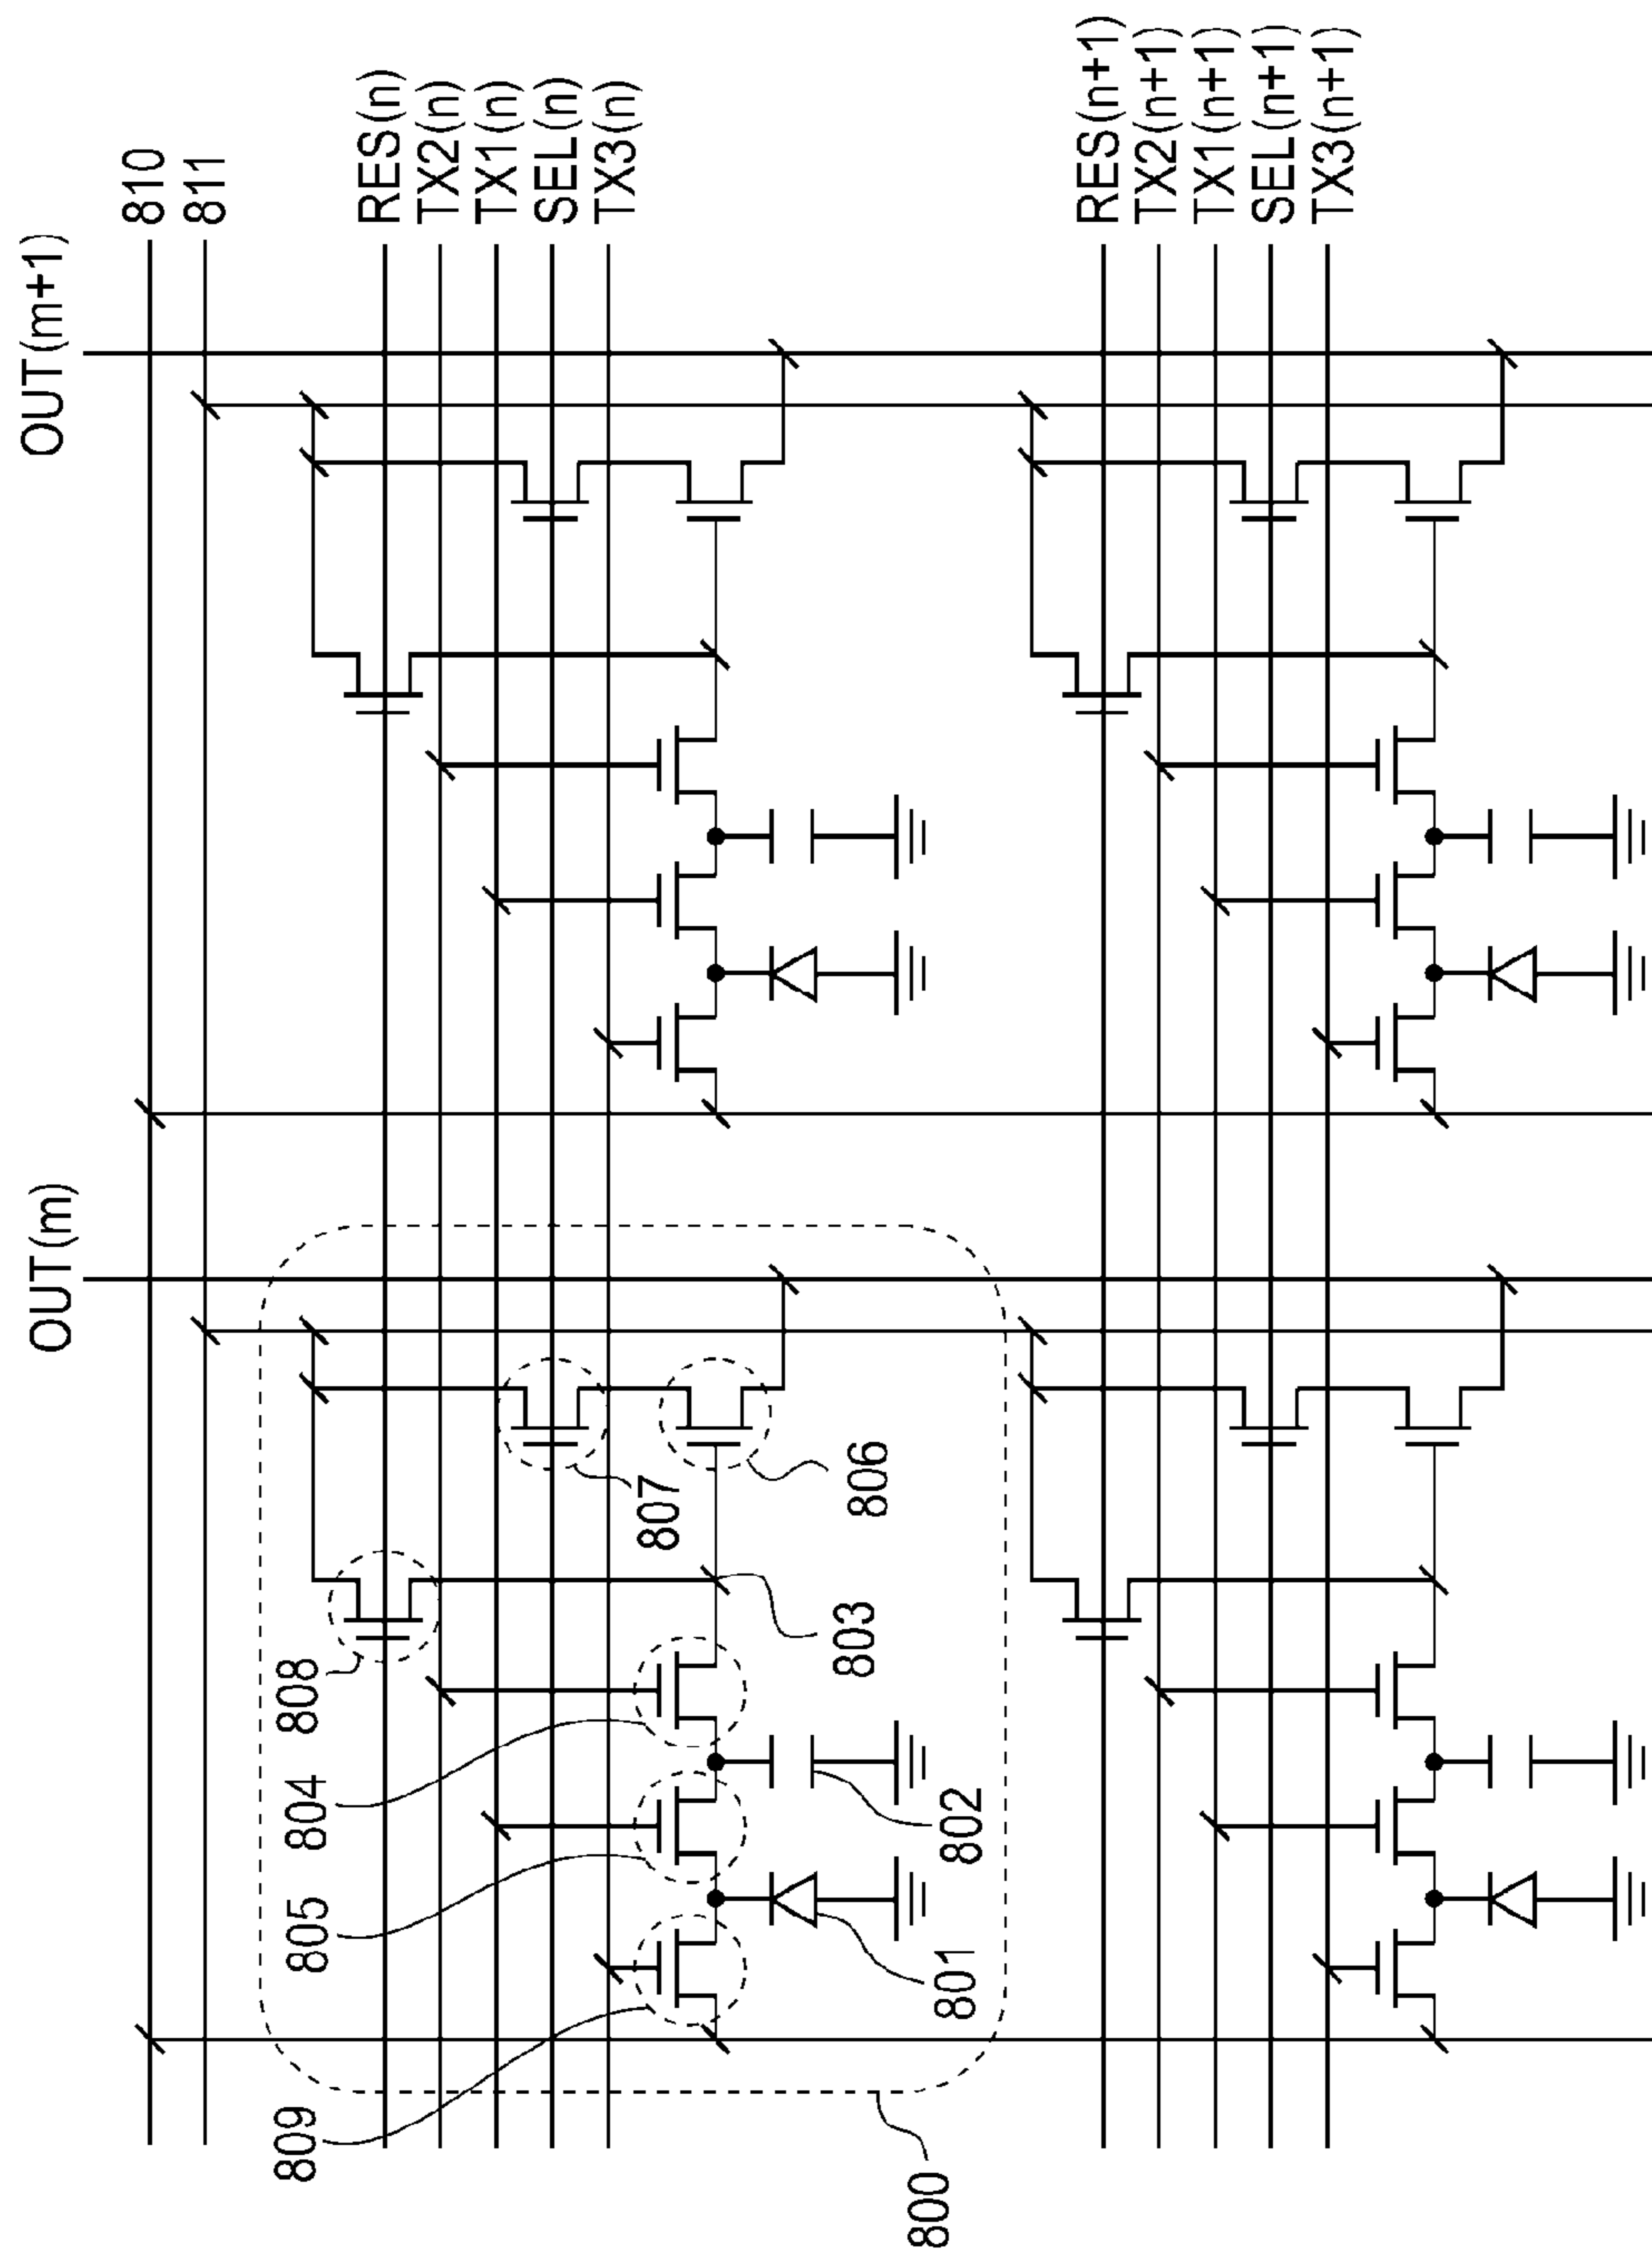 OUT(m)
OUT(m+1)
810
811
RES(n)
TX2(n)
TX1(n)
SEL(n)
TX3(n)
809
805
804
808
807
806
803
802
801
800
RES(n+1)
TX2(n+1)
TX1(n+1)
SEL(n+1)
TX3(n+1)